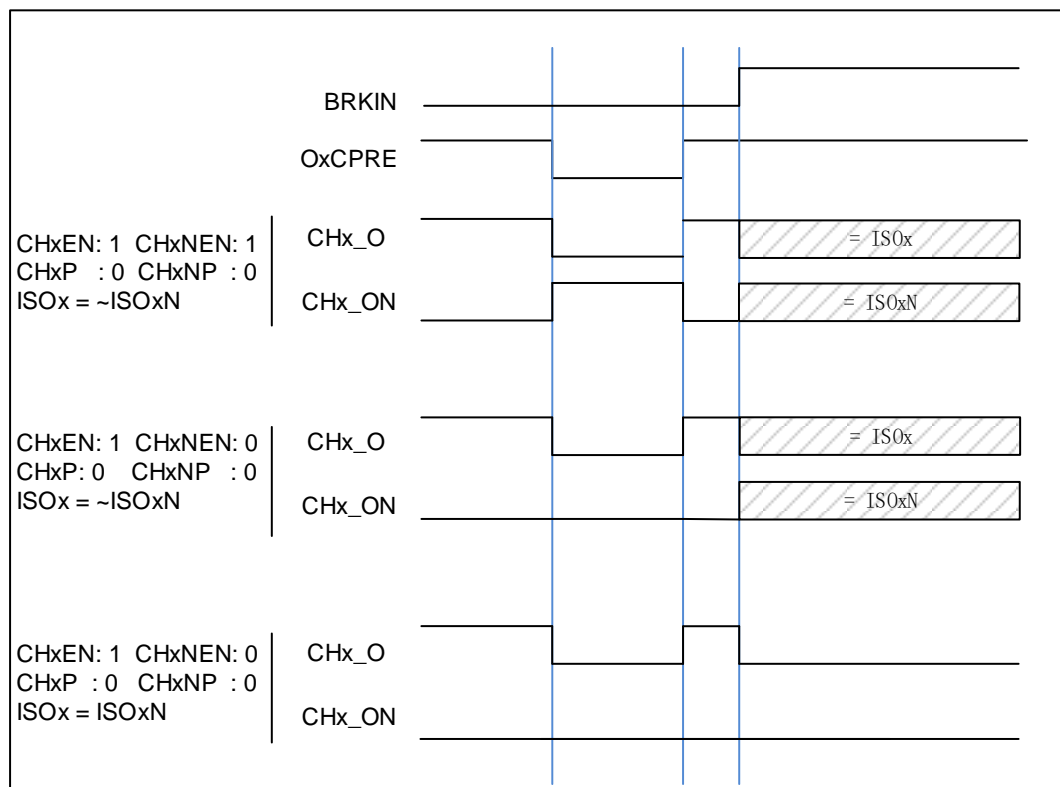 BRKIN
OxCPRE
CHxEN: 1 CHxNEN: 1
CHxP : 0 CHxNP : 0
ISOx = ~ISOxN
CHx_O
= ISOx
CHx_ON
= ISOxN
CHxEN: 1 CHxNEN: 0
CHxP: 0 CHxNP : 0
ISOx = ~ISOxN
CHx_O
= ISOx
CHx_ON
= ISOxN
CHxEN: 1 CHxNEN: 0
CHxP : 0 CHxNP : 0
ISOx = ISOxN
CHx_O
CHx_ON